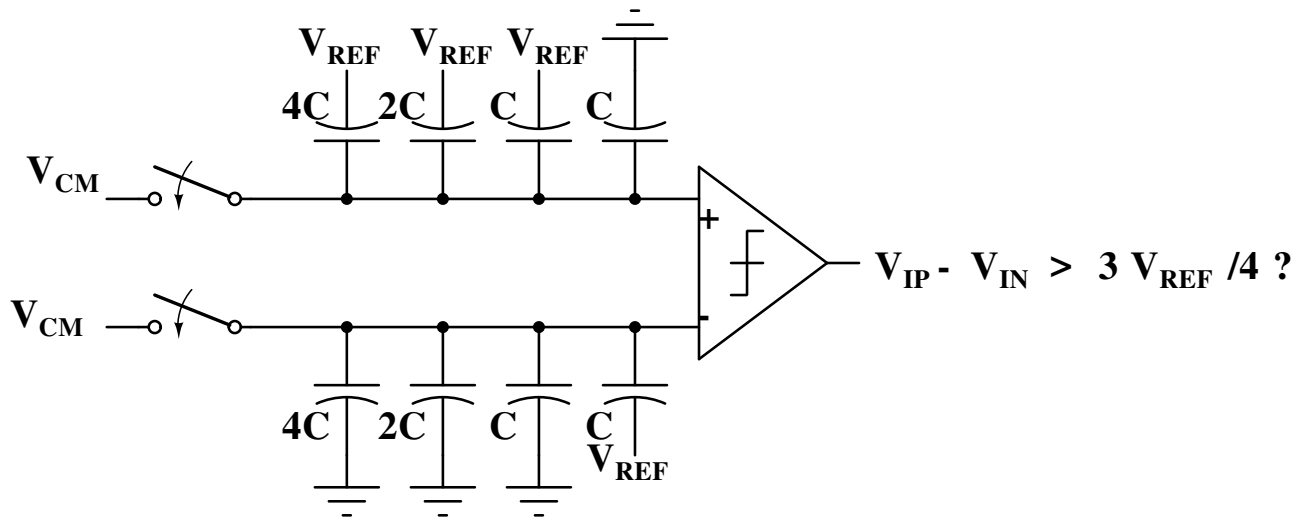 V_REF V_REF V_REF
4C 2C C C
V_CM
+
V_IP - V_IN > 3 V_REF /4 ?
V_CM
-
4C 2C C C
V_REF